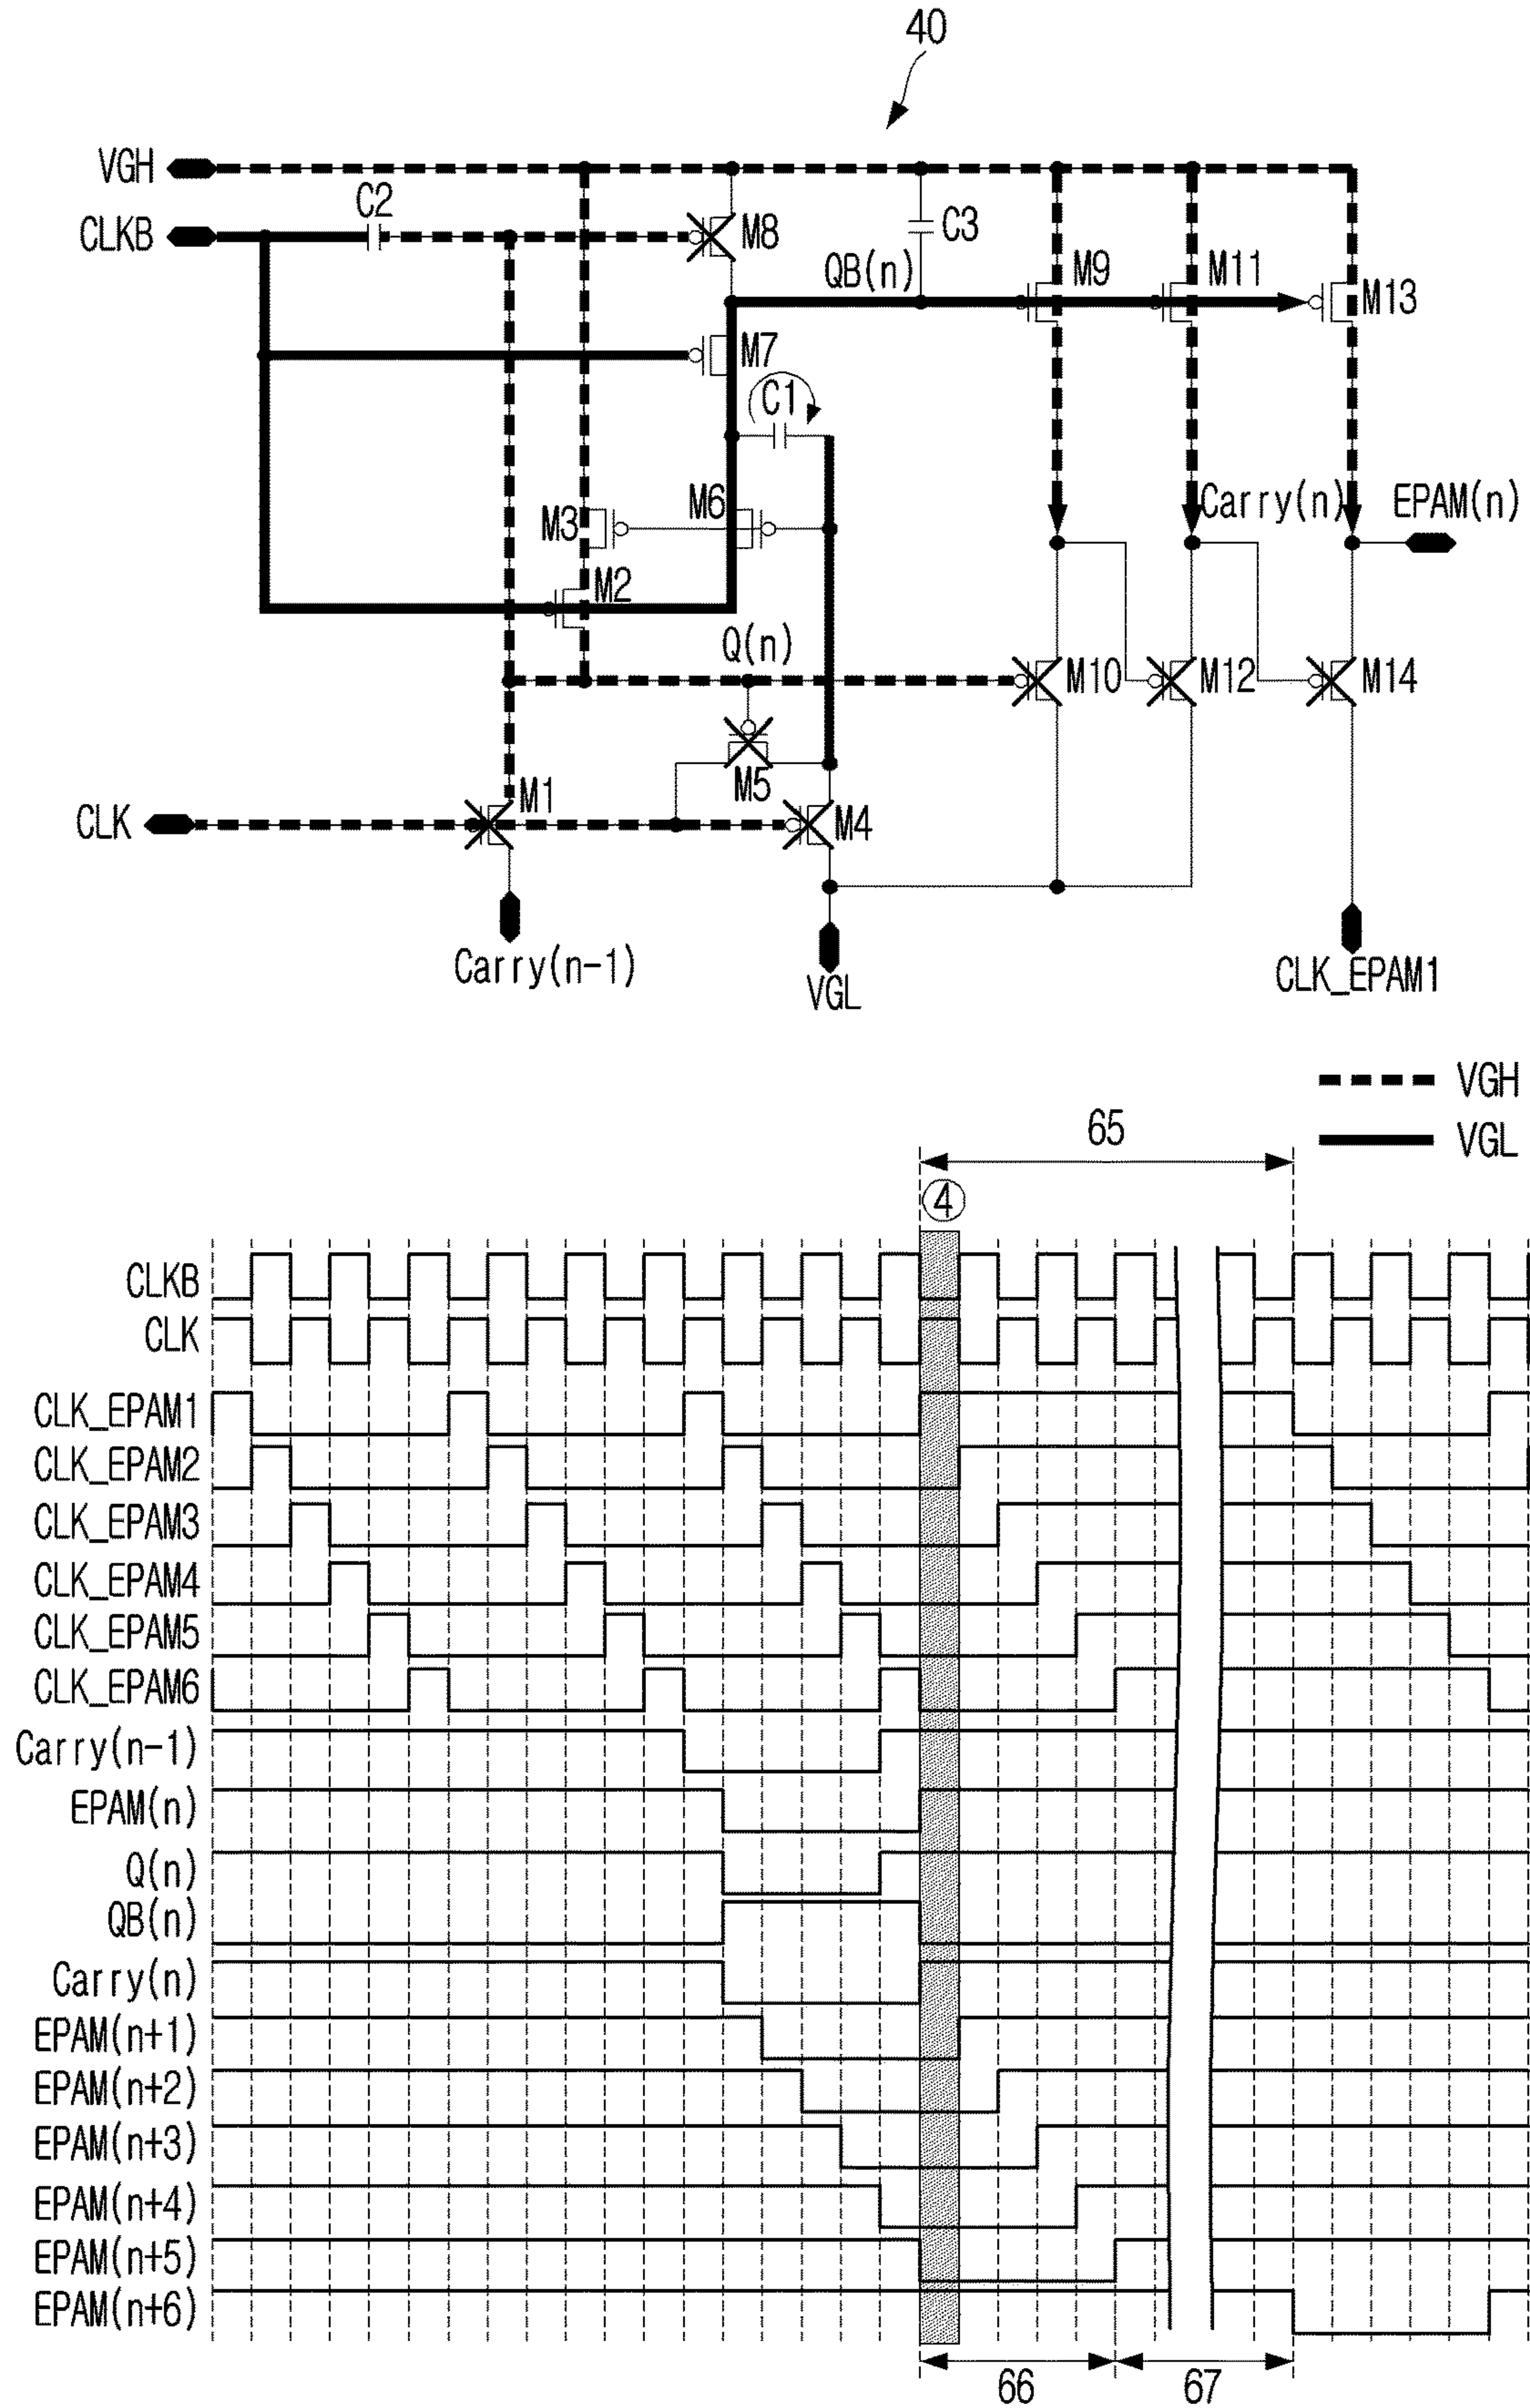 40
VGH
C2
CLKB
M8
C3
QB(n)
M9
M11
M13
M7
C1
M3
M6
Carry(n)
EPAM(n)
M2
Q(n)
M10
M12
M14
M5
M1
CLK
M4
Carry(n-1)
VGL
CLK_EPAM1
VGH
VGL
65
④
CLKB
CLK
CLK_EPAM1
CLK_EPAM2
CLK_EPAM3
CLK_EPAM4
CLK_EPAM5
CLK_EPAM6
Carry(n-1)
EPAM(n)
Q(n)
QB(n)
Carry(n)
EPAM(n+1)
EPAM(n+2)
EPAM(n+3)
EPAM(n+4)
EPAM(n+5)
EPAM(n+6)
66
67